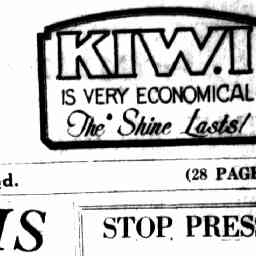 KIWI
IS VERY ECONOMICAL
The Shine Lasts!
d. (28 PAGE
IS STOP PRESS